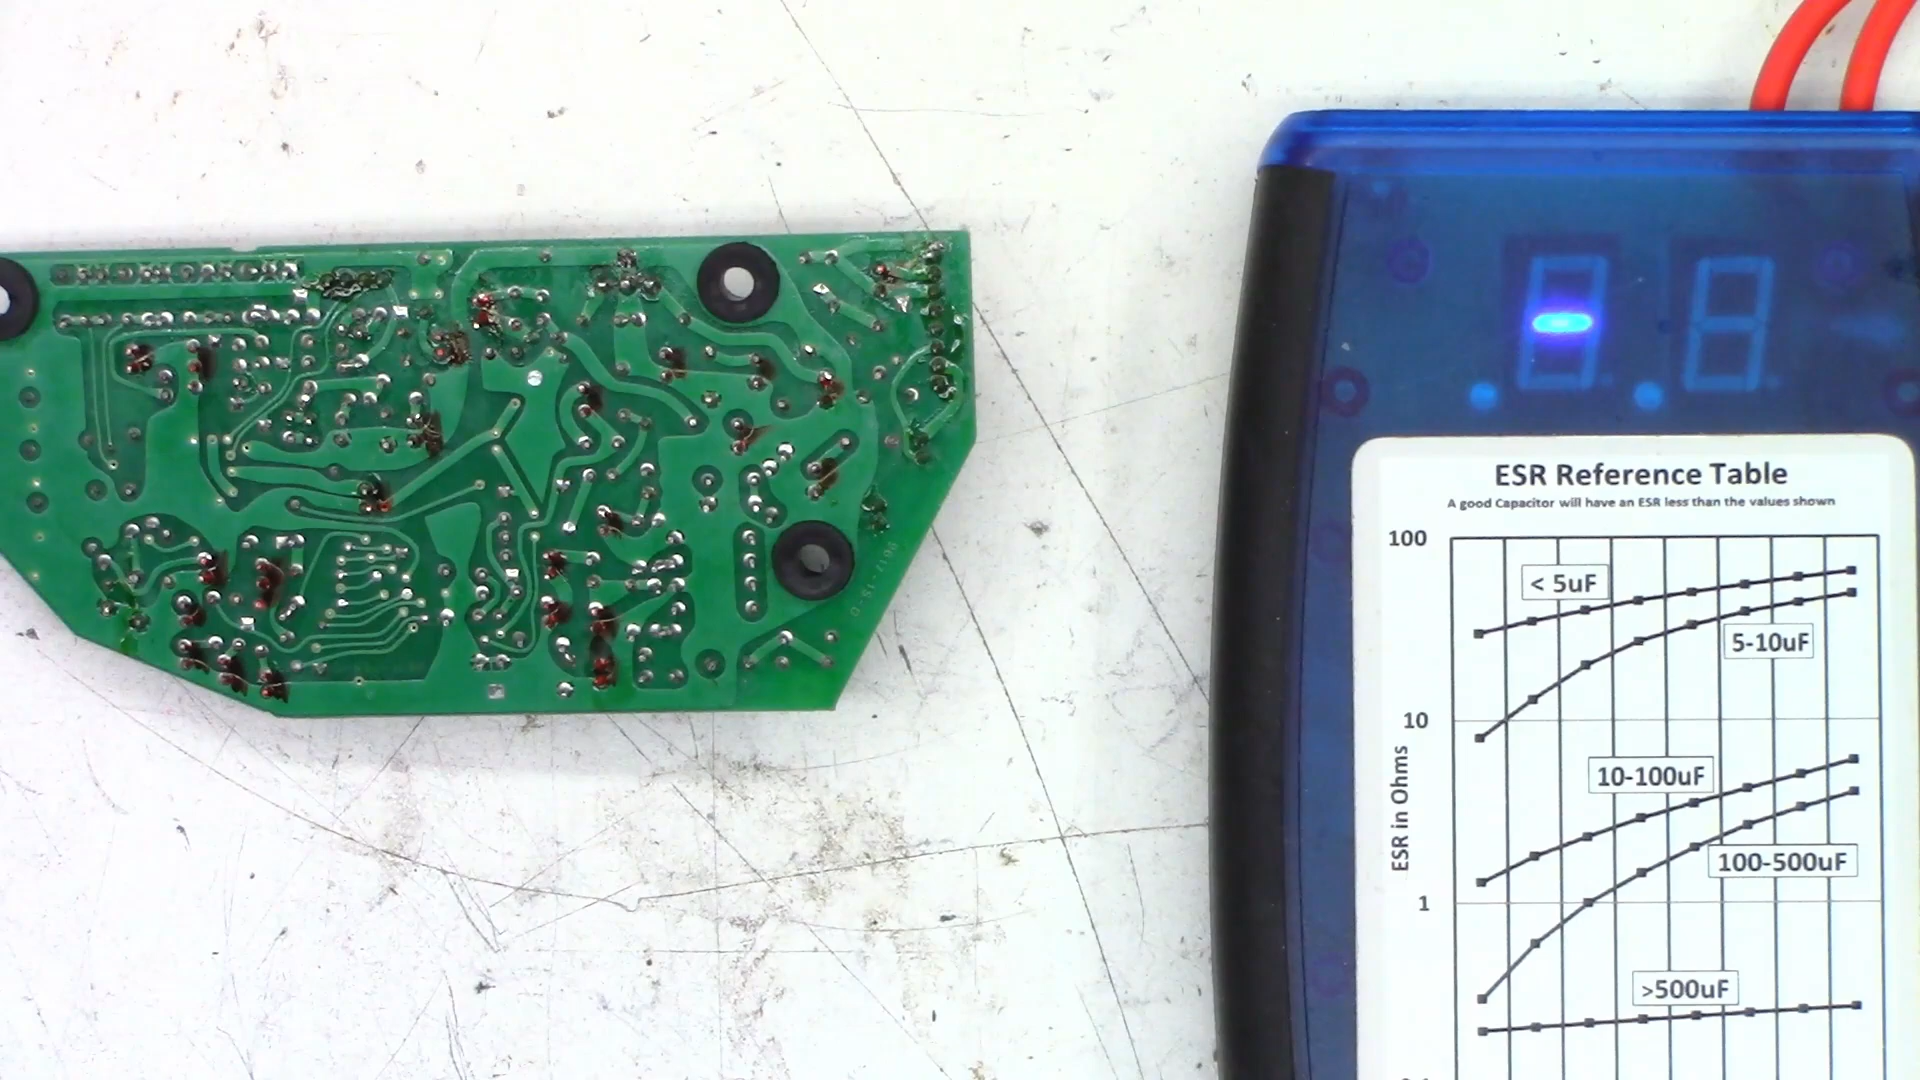 ESR Reference Table
A good Capacitor will have an ESR less than the values shown
100
< 5uF
5-10uF
10
10-100uF
ESR in Ohms
100-500uF
1
>500uF